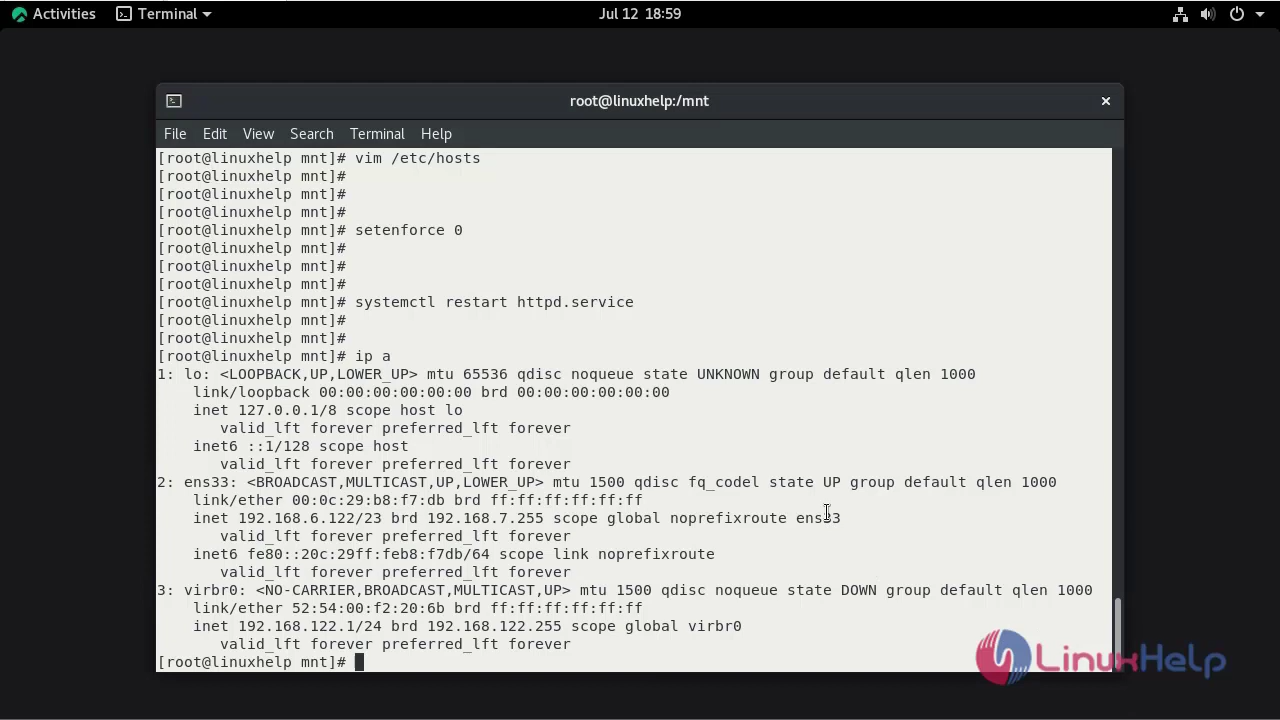 Activities Terminal Jul 12 18:59
root@linuxhelp:/mnt
File Edit View Search Terminal Help
[root@linuxhelp mnt]# vim /etc/hosts
[root@linuxhelp mnt]#
[root@linuxhelp mnt]#
[root@linuxhelp mnt]#
[root@linuxhelp mnt]# setenforce 0
[root@linuxhelp mnt]#
[root@linuxhelp mnt]#
[root@linuxhelp mnt]#
[root@linuxhelp mnt]# systemctl restart httpd.service
[root@linuxhelp mnt]#
[root@linuxhelp mnt]#
[root@linuxhelp mnt]# ip a
1: lo: <LOOPBACK,UP,LOWER_UP> mtu 65536 qdisc noqueue state UNKNOWN group default qlen 1000
    link/loopback 00:00:00:00:00:00 brd 00:00:00:00:00:00
    inet 127.0.0.1/8 scope host lo
       valid_lft forever preferred_lft forever
    inet6 ::1/128 scope host
       valid_lft forever preferred_lft forever
2: ens33: <BROADCAST,MULTICAST,UP,LOWER_UP> mtu 1500 qdisc fq_codel state UP group default qlen 1000
    link/ether 00:0c:29:b8:f7:db brd ff:ff:ff:ff:ff:ff
    inet 192.168.6.122/23 brd 192.168.7.255 scope global noprefixroute ens33
       valid_lft forever preferred_lft forever
    inet6 fe80::20c:29ff:feb8:f7db/64 scope link noprefixroute
       valid_lft forever preferred_lft forever
3: virbr0: <NO-CARRIER,BROADCAST,MULTICAST,UP> mtu 1500 qdisc noqueue state DOWN group default qlen 1000
    link/ether 52:54:00:f2:20:6b brd ff:ff:ff:ff:ff:ff
    inet 192.168.122.1/24 brd 192.168.122.255 scope global virbr0
       valid_lft forever preferred_lft forever
[root@linuxhelp mnt]#
LinuxHelp